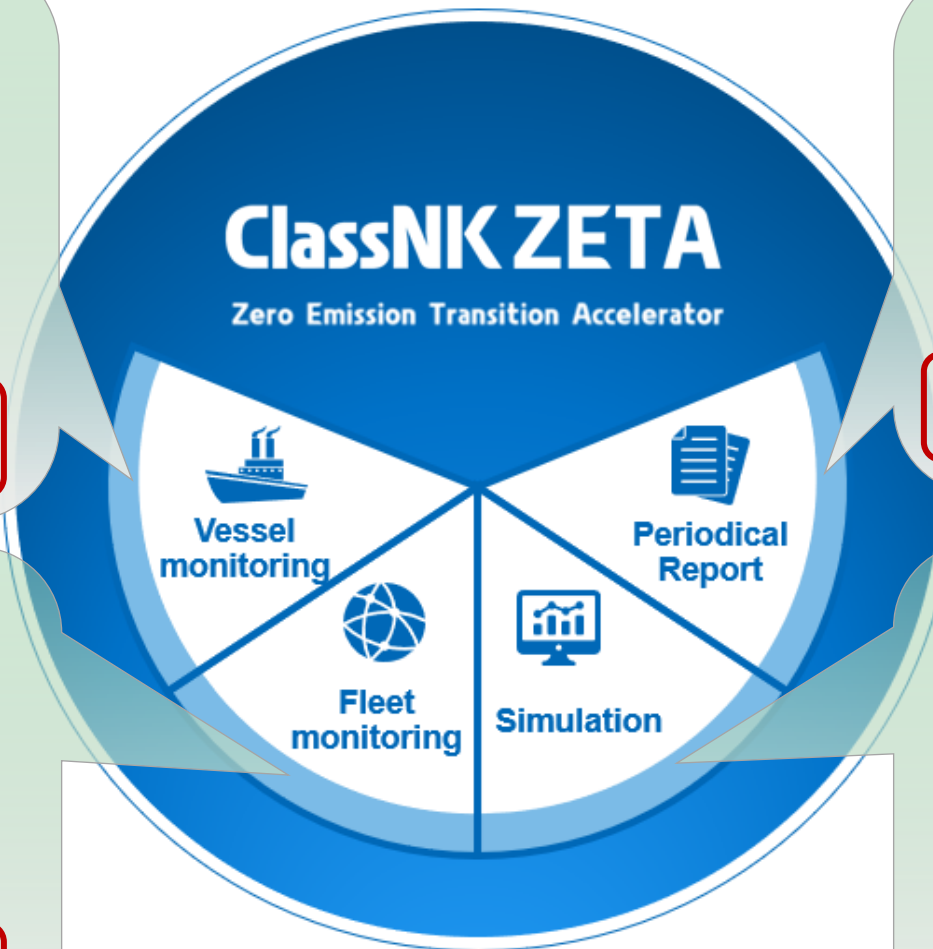 ClassNK ZETA
Zero Emission Transition Accelerator
Vessel
monitoring
Periodical
Report
Fleet
monitoring
Simulation